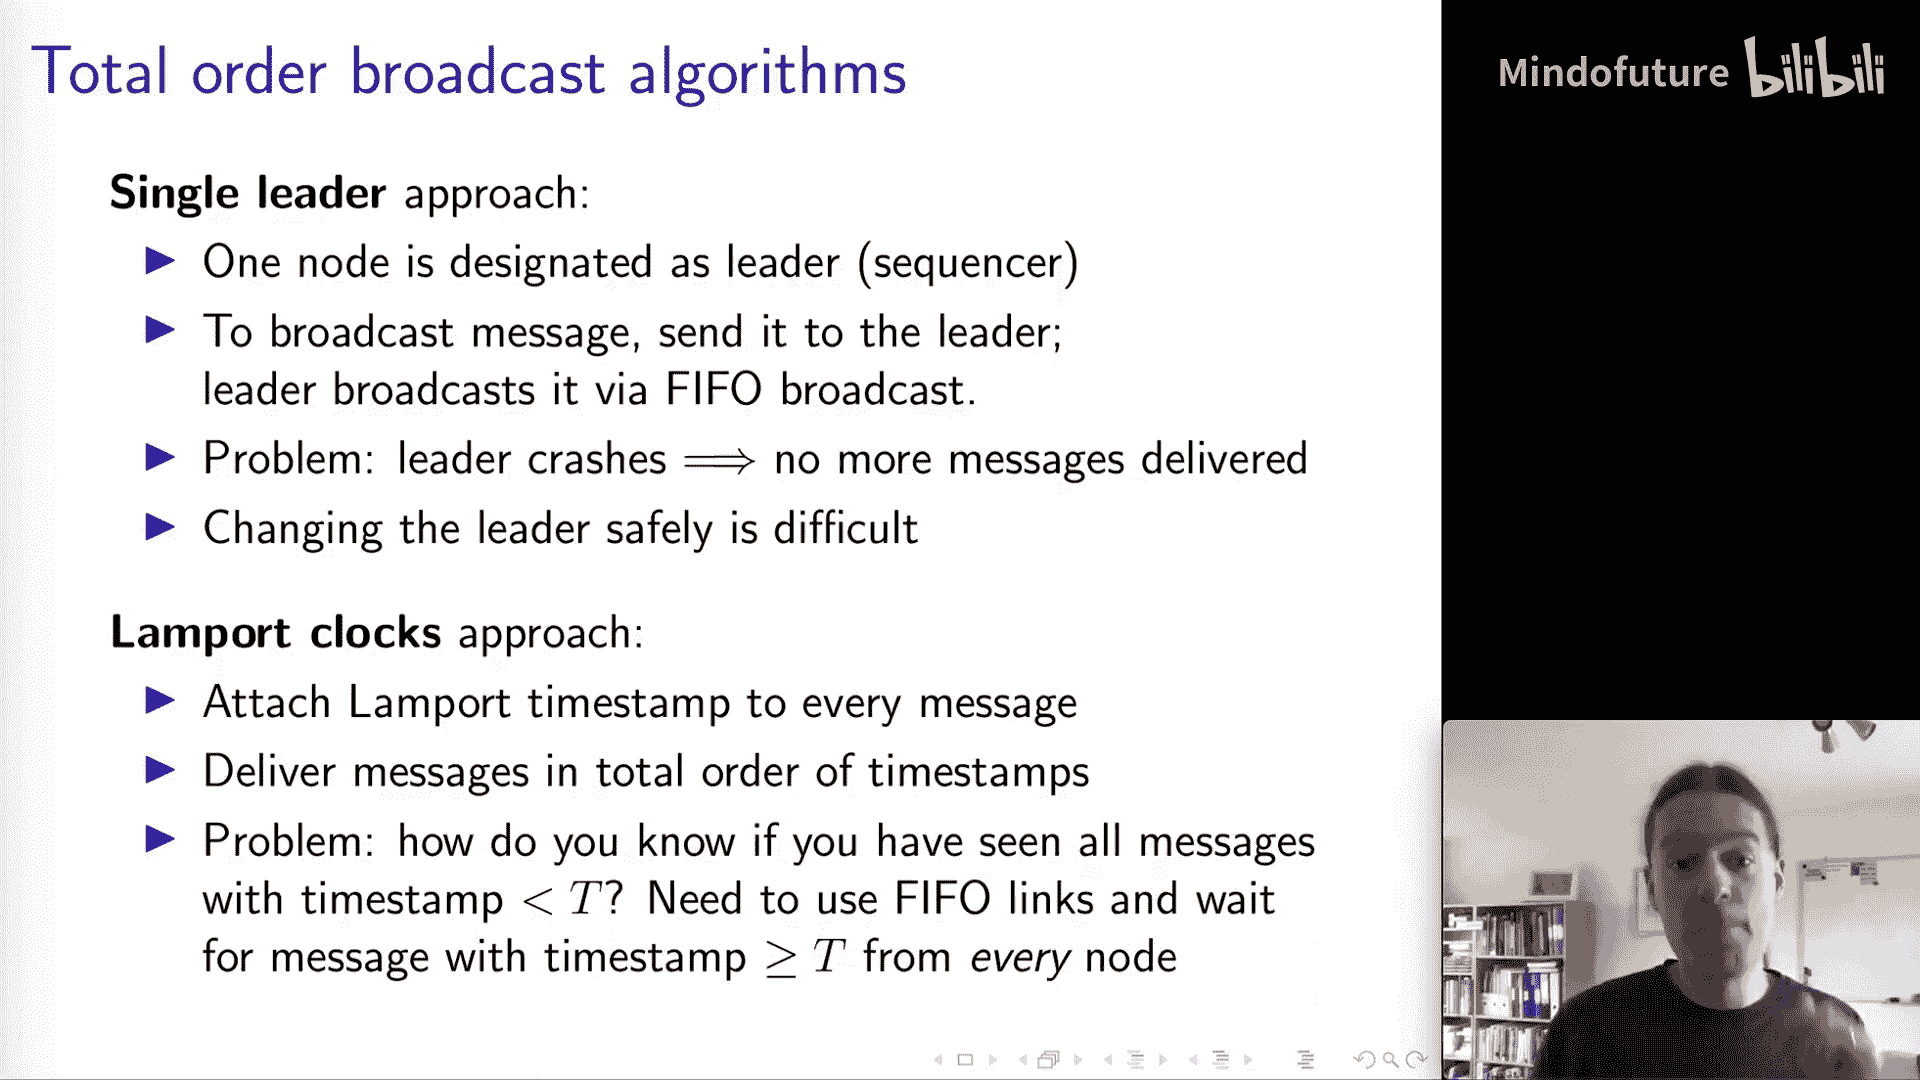 Total order broadcast algorithms
Mindofuture bilibili
Single leader approach:
▶ One node is designated as leader (sequencer)
▶ To broadcast message, send it to the leader;
leader broadcasts it via FIFO broadcast.
▶ Problem: leader crashes ⟹ no more messages delivered
▶ Changing the leader safely is difficult
Lamport clocks approach:
▶ Attach Lamport timestamp to every message
▶ Deliver messages in total order of timestamps
▶ Problem: how do you know if you have seen all messages
with timestamp < T? Need to use FIFO links and wait
for message with timestamp ≥ T from every node